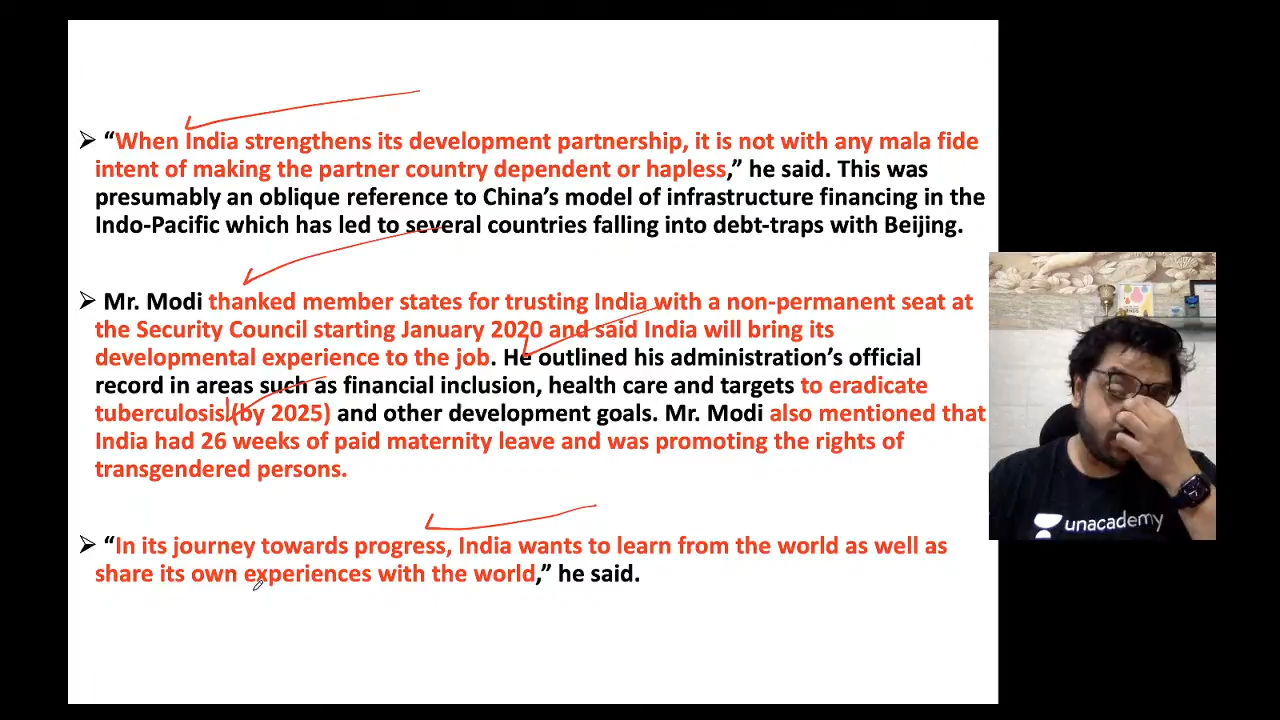 ➢ “When India strengthens its development partnership, it is not with any mala fide
intent of making the partner country dependent or hapless,” he said. This was
presumably an oblique reference to China’s model of infrastructure financing in the
Indo-Pacific which has led to several countries falling into debt-traps with Beijing.
➢ Mr. Modi thanked member states for trusting India with a non-permanent seat at
the Security Council starting January 2020 and said India will bring its
developmental experience to the job. He outlined his administration’s official
record in areas such as financial inclusion, health care and targets to eradicate
tuberculosis (by 2025) and other development goals. Mr. Modi also mentioned that
India had 26 weeks of paid maternity leave and was promoting the rights of
transgendered persons.
➢ “In its journey towards progress, India wants to learn from the world as well as
share its own experiences with the world,” he said.
unacademy